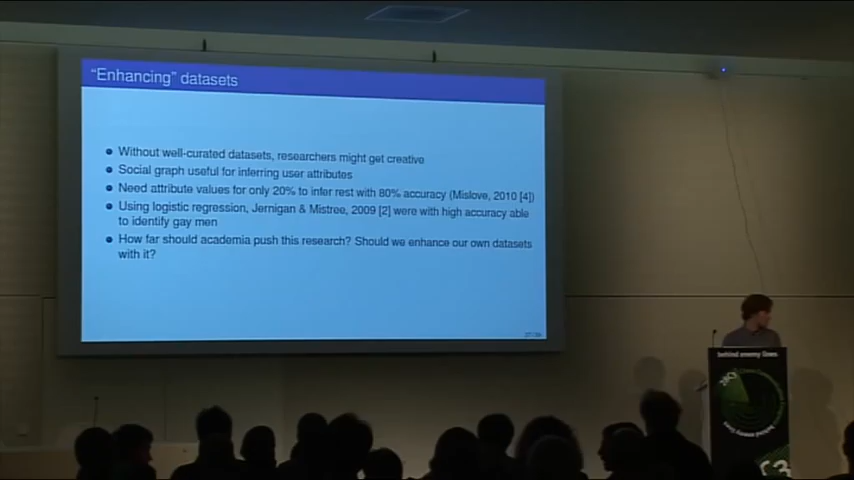 “Enhancing” datasets
Without well-curated datasets, researchers might get creative
Social graph useful for inferring user attributes
Need attribute values for only 20% to infer rest with 80% accuracy (Mislove, 2010 [4])
Using logistic regression, Jernigan & Mistree, 2009 [2] were with high accuracy able
to identify gay men
How far should academia push this research? Should we enhance our own datasets
with it?
behind enemy lines